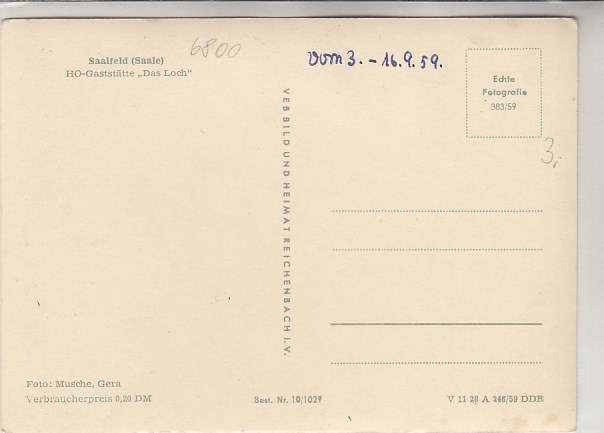 Saalfeld (Saale)
HO-Gaststätte „Das Loch“
6800
vom 3. - 16.9.59.
Echte
Fotografie
383/59
3,
VEB BILD UND HEIMAT REICHENBACH I. V.
Foto: Musche, Gera
Verbraucherpreis 0,20 DM
Best. Nr. 10/1029
V 11 28 A 246/59 DDR